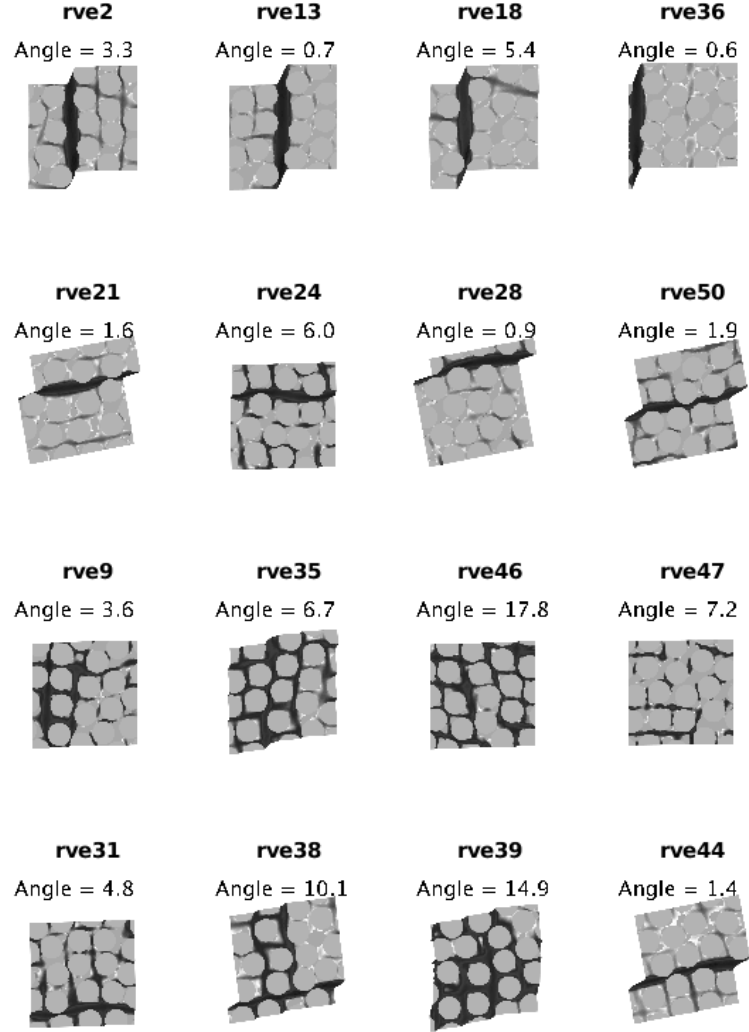 rve2 rve13 rve18 rve36
Angle = 3.3 Angle = 0.7 Angle = 5.4 Angle = 0.6
rve21 rve24 rve28 rve50
Angle = 1.6 Angle = 6.0 Angle = 0.9 Angle = 1.9
rve9 rve35 rve46 rve47
Angle = 3.6 Angle = 6.7 Angle = 17.8 Angle = 7.2
rve31 rve38 rve39 rve44
Angle = 4.8 Angle = 10.1 Angle = 14.9 Angle = 1.4